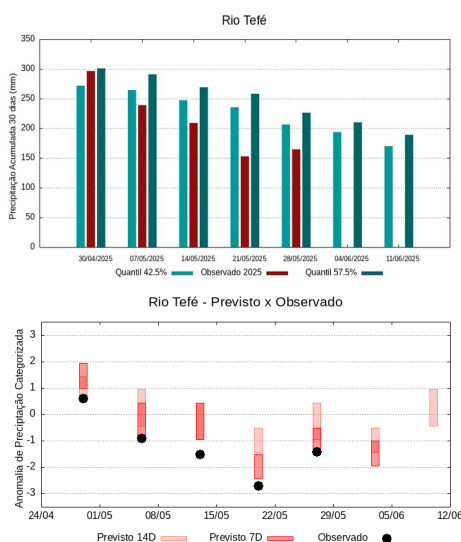 Rio Tefé
Precipitação Acumulada 30 dias (mm)
350
300
250
200
150
100
50
0
30/04/2025 07/05/2025 14/05/2025 21/05/2025 28/05/2025 04/06/2025 11/06/2025
Quantil 42.5% Observado 2025 Quantil 57.5%
Rio Tefé - Previsto x Observado
Anomalia de Preciptação Categorizada
3
2
1
0
-1
-2
-3
24/04 01/05 08/05 15/05 22/05 29/05 05/06 12/06
Previsto 14D Previsto 7D Observado